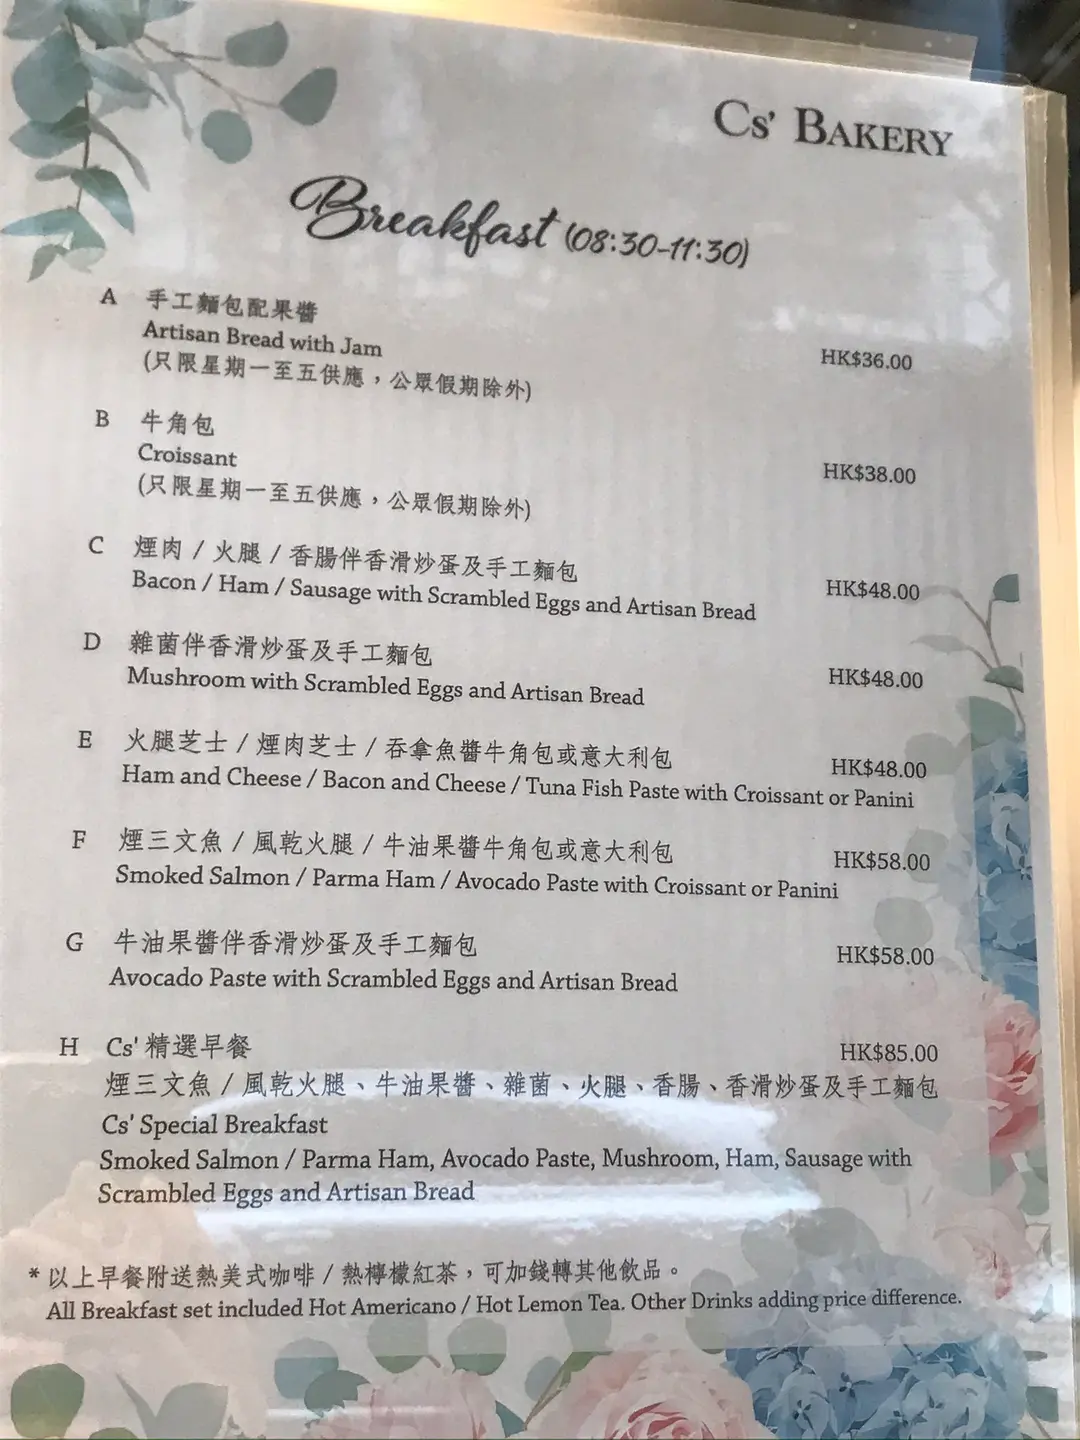 Cs' BAKERY
Breakfast (08:30-11:30)
A 手工麵包配果醬
Artisan Bread with Jam HK$36.00
(只限星期一至五供應，公眾假期除外)
B 牛角包
Croissant HK$38.00
(只限星期一至五供應，公眾假期除外)
C 煙肉 / 火腿 / 香腸伴香滑炒蛋及手工麵包
Bacon / Ham / Sausage with Scrambled Eggs and Artisan Bread HK$48.00
D 雜菌伴香滑炒蛋及手工麵包
Mushroom with Scrambled Eggs and Artisan Bread HK$48.00
E 火腿芝士 / 煙肉芝士 / 吞拿魚醬牛角包或意大利包 HK$48.00
Ham and Cheese / Bacon and Cheese / Tuna Fish Paste with Croissant or Panini
F 煙三文魚 / 風乾火腿 / 牛油果醬牛角包或意大利包 HK$58.00
Smoked Salmon / Parma Ham / Avocado Paste with Croissant or Panini
G 牛油果醬伴香滑炒蛋及手工麵包 HK$58.00
Avocado Paste with Scrambled Eggs and Artisan Bread
H Cs' 精選早餐 HK$85.00
煙三文魚 / 風乾火腿、牛油果醬、雜菌、火腿、香腸、香滑炒蛋及手工麵包
Cs' Special Breakfast
Smoked Salmon / Parma Ham, Avocado Paste, Mushroom, Ham, Sausage with
Scrambled Eggs and Artisan Bread
* 以上早餐附送熱美式咖啡 / 熱檸檬紅茶，可加錢轉其他飲品。
All Breakfast set included Hot Americano / Hot Lemon Tea. Other Drinks adding price difference.